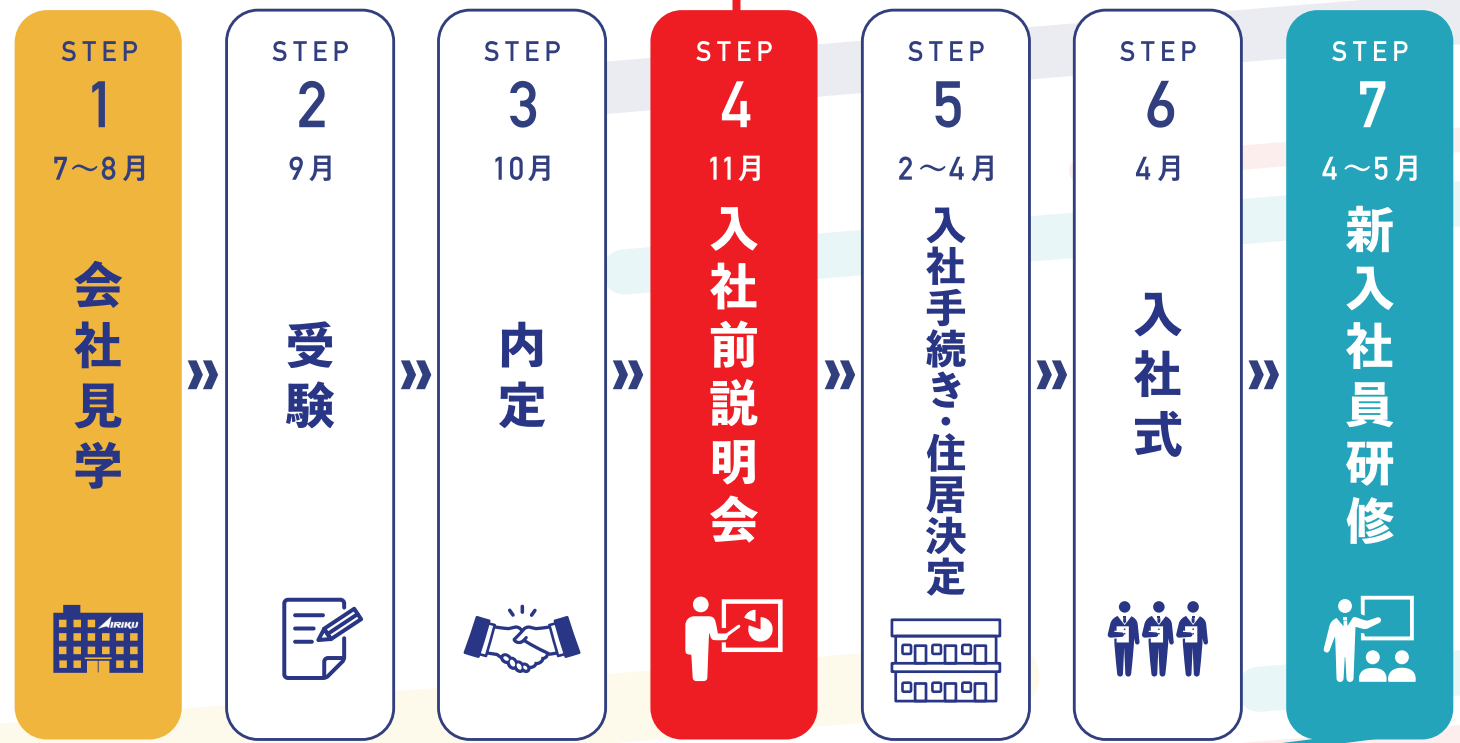 STEP
1
7～8月
会社見学
AIRIKU
STEP
2
9月
受験
STEP
3
10月
内定
STEP
4
11月
入社前説明会
STEP
5
2～4月
入社手続き・住居決定
STEP
6
4月
入社式
STEP
7
4～5月
新入社員研修